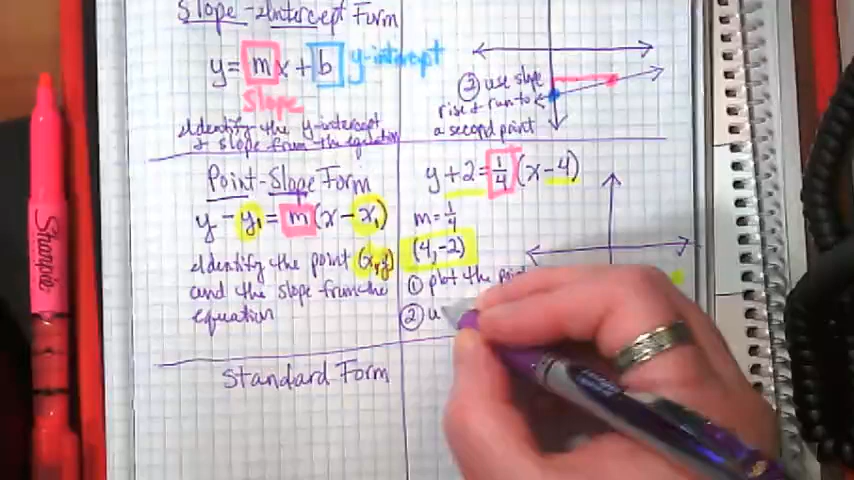 Slope-Intercept Form
y = mx + b y-intercept
Slope
Identify the y-intercept
& slope from the equation
② use slope
rise & run to
a second point
Point-Slope Form
y - y₁ = m(x - x₁)
Identify the point (x₁,y₁)
and the slope from the
equation
y + 2 = 1/4 (x - 4)
m = 1/4
(4, -2)
① plot the point
② u
Standard Form
Sharpie